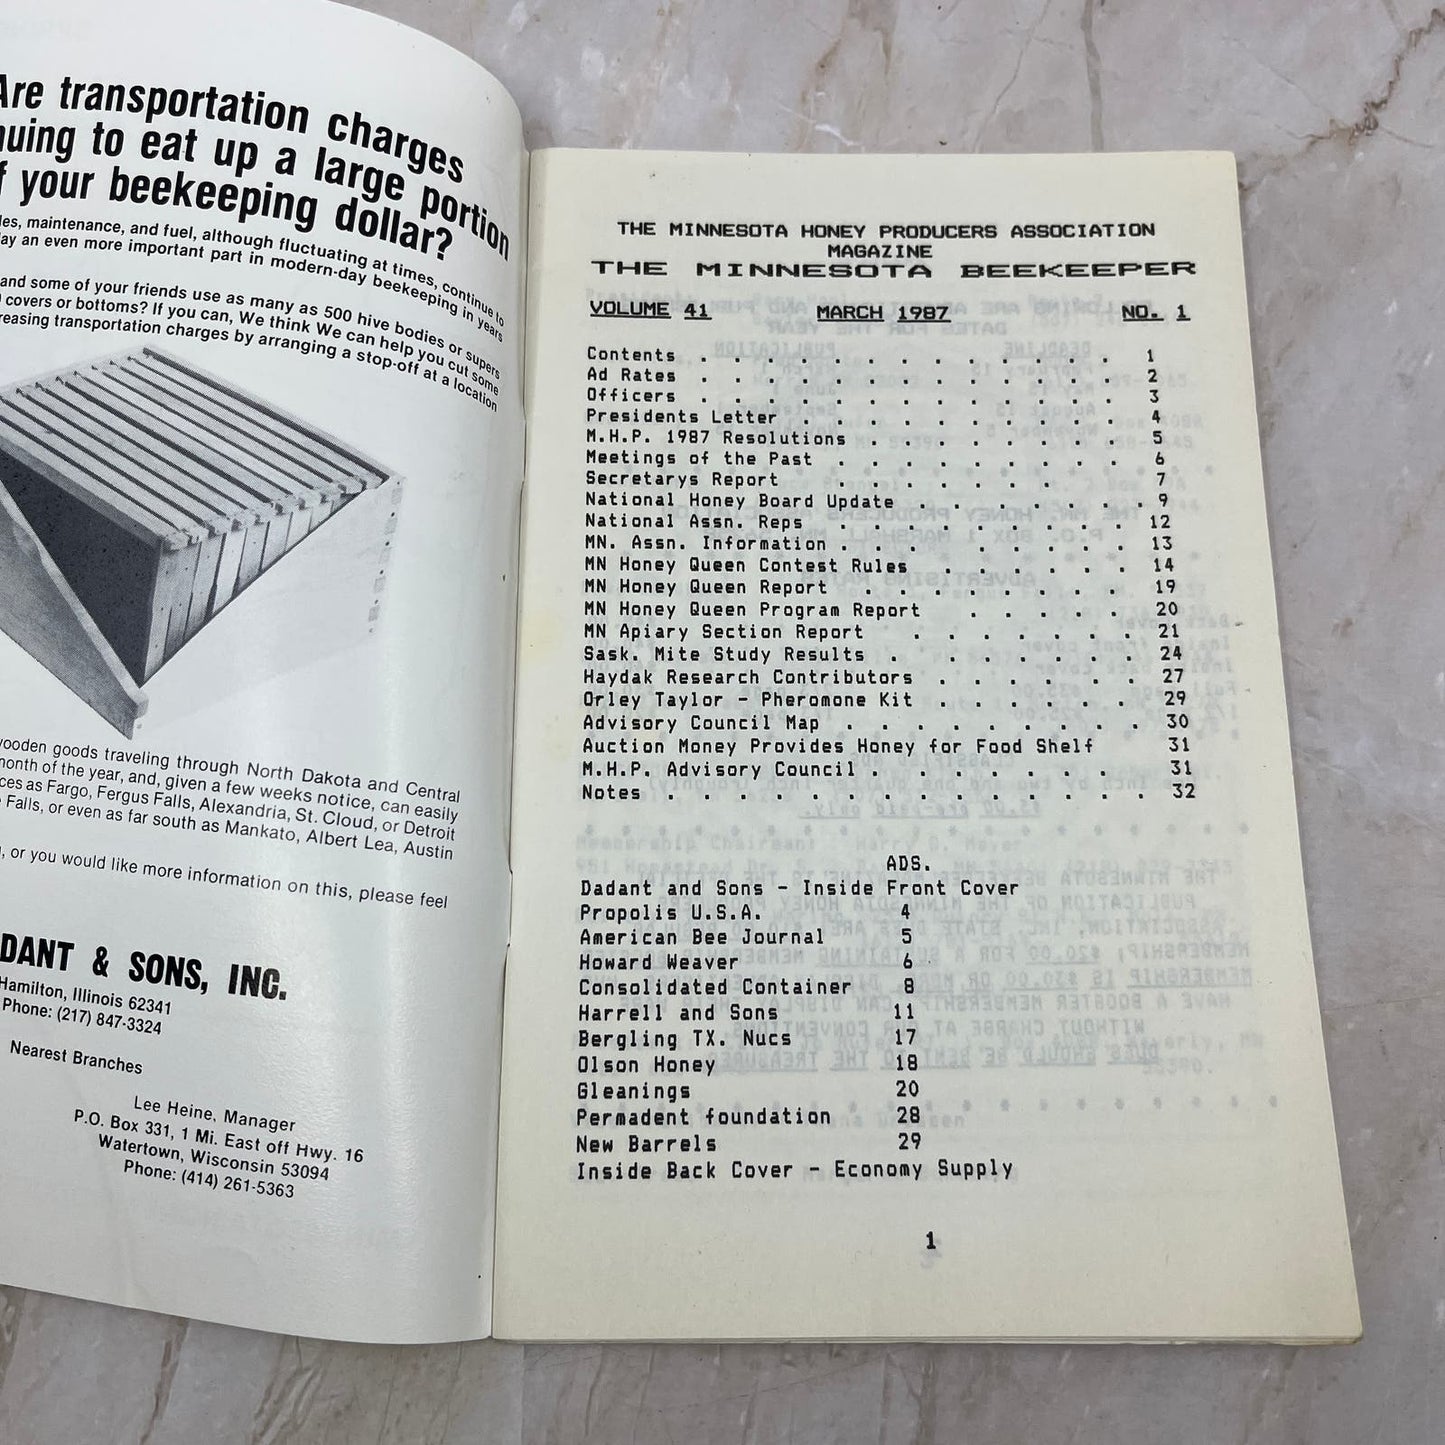 Are transportation charges
nuing to eat up a large portion
f your beekeeping dollar?
les, maintenance, and fuel, although fluctuating at times, continue to
lay an even more important part in modern-day beekeeping in years
and some of your friends use as many as 500 hive bodies or supers
) covers or bottoms? If you can, We think We can help you cut some
reasing transportation charges by arranging a stop-off at a location
wooden goods traveling through North Dakota and Central
month of the year, and, given a few weeks notice, can easily
ces as Fargo, Fergus Falls, Alexandria, St. Cloud, or Detroit
Falls, or even as far south as Mankato, Albert Lea, Austin
, or you would like more information on this, please feel
DANT & SONS, INC.
Hamilton, Illinois 62341
Phone: (217) 847-3324
Nearest Branches
Lee Heine, Manager
P.O. Box 331, 1 Mi. East off Hwy. 16
Watertown, Wisconsin 53094
Phone: (414) 261-5363
THE MINNESOTA HONEY PRODUCERS ASSOCIATION
MAGAZINE
THE MINNESOTA BEEKEEPER
VOLUME 41 MARCH 1987 NO. 1
Contents . . . . . . . . . . . . . . 1
Ad Rates . . . . . . . . . . . . . . 2
Officers . . . . . . . . . . . . . . 3
Presidents Letter . . . . . . . . . . 4
M.H.P. 1987 Resolutions . . . . . . . 5
Meetings of the Past . . . . . . . . . 6
Secretarys Report . . . . . . . 7
National Honey Board Update . . . . . . . 9
National Assn. Reps . . . . . . . . . 12
MN. Assn. Information . . . . . . . . 13
MN Honey Queen Contest Rules . . . . . . 14
MN Honey Queen Report . . . . . . . . 19
MN Honey Queen Program Report . . . . . 20
MN Apiary Section Report . . . . . . . 21
Sask. Mite Study Results . . . . . . . 24
Haydak Research Contributors . . . . . . 27
Orley Taylor - Pheromone Kit . . . . . . 29
Advisory Council Map . . . . . . . . . 30
Auction Money Provides Honey for Food Shelf 31
M.H.P. Advisory Council . . . . . . . 31
Notes . . . . . . . . . . . . . . . 32
ADS.
Dadant and Sons - Inside Front Cover
Propolis U.S.A. 4
American Bee Journal 5
Howard Weaver 6
Consolidated Container 8
Harrell and Sons 11
Bergling TX. Nucs 17
Olson Honey 18
Gleanings 20
Permadent foundation 28
New Barrels 29
Inside Back Cover - Economy Supply
1